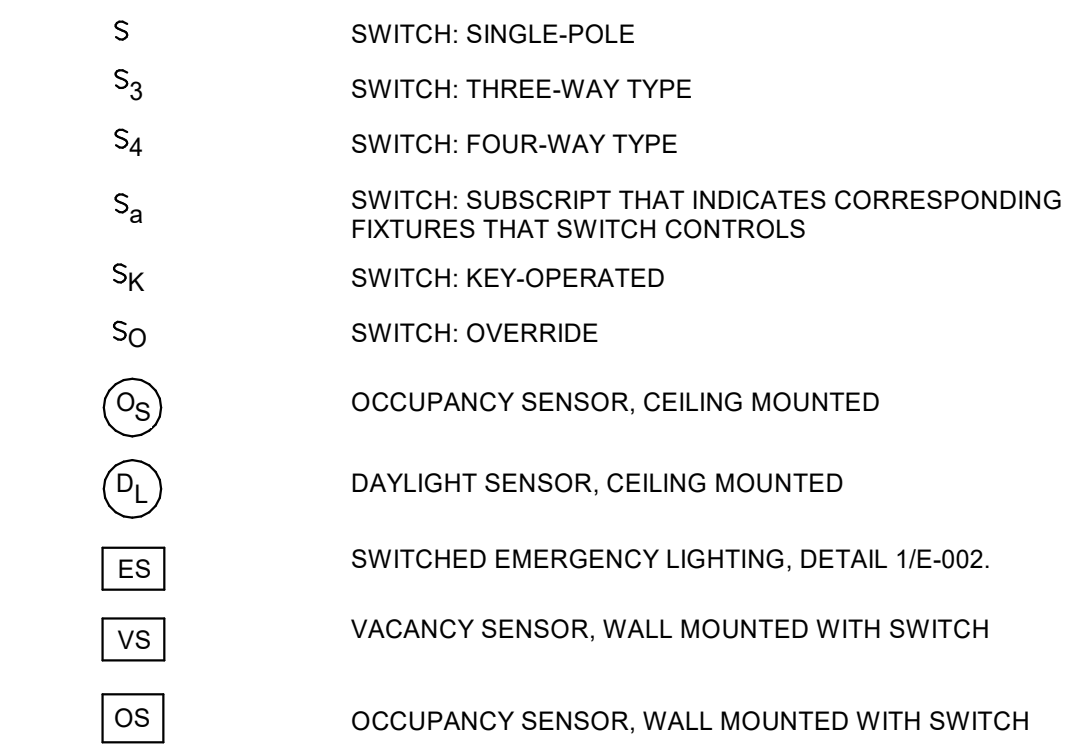 S SWITCH: SINGLE-POLE
S3 SWITCH: THREE-WAY TYPE
S4 SWITCH: FOUR-WAY TYPE
Sa SWITCH: SUBSCRIPT THAT INDICATES CORRESPONDING
FIXTURES THAT SWITCH CONTROLS
SK SWITCH: KEY-OPERATED
SO SWITCH: OVERRIDE
OS OCCUPANCY SENSOR, CEILING MOUNTED
DL DAYLIGHT SENSOR, CEILING MOUNTED
ES SWITCHED EMERGENCY LIGHTING, DETAIL 1/E-002.
VS VACANCY SENSOR, WALL MOUNTED WITH SWITCH
OS OCCUPANCY SENSOR, WALL MOUNTED WITH SWITCH